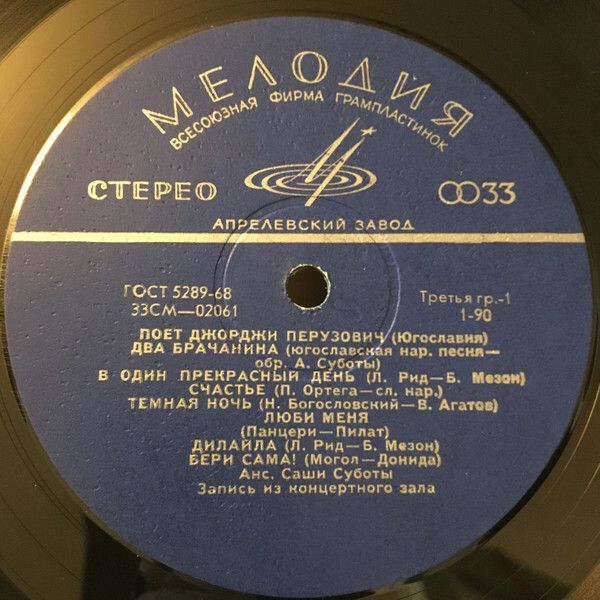 МЕЛОДИЯ
ВСЕСОЮЗНАЯ ФИРМА ГРАМПЛАСТИНОК
СТЕРЕО
33
АПРЕЛЕВСКИЙ ЗАВОД
ГОСТ 5289-68
Третья гр.-1
33СМ—02061
1-90
ПОЕТ ДЖОРДЖИ ПЕРУЗОВИЧ (Югославия)
ДВА БРАЧАНИНА (югославская нар. песня—
обр. А. Суботы)
В ОДИН ПРЕКРАСНЫЙ ДЕНЬ (Л. Рид—Б. Мезон)
СЧАСТЬЕ (П. Ортега—сл. нар.)
ТЕМНАЯ НОЧЬ (Н. Богословский—В. Агатов)
ЛЮБИ МЕНЯ
(Панцери—Пилат)
ДИЛАЙЛА (Л. Рид—Б. Мезон)
БЕРИ САМА! (Могол—Донида)
Анс. Саши Суботы
Запись из концертного зала